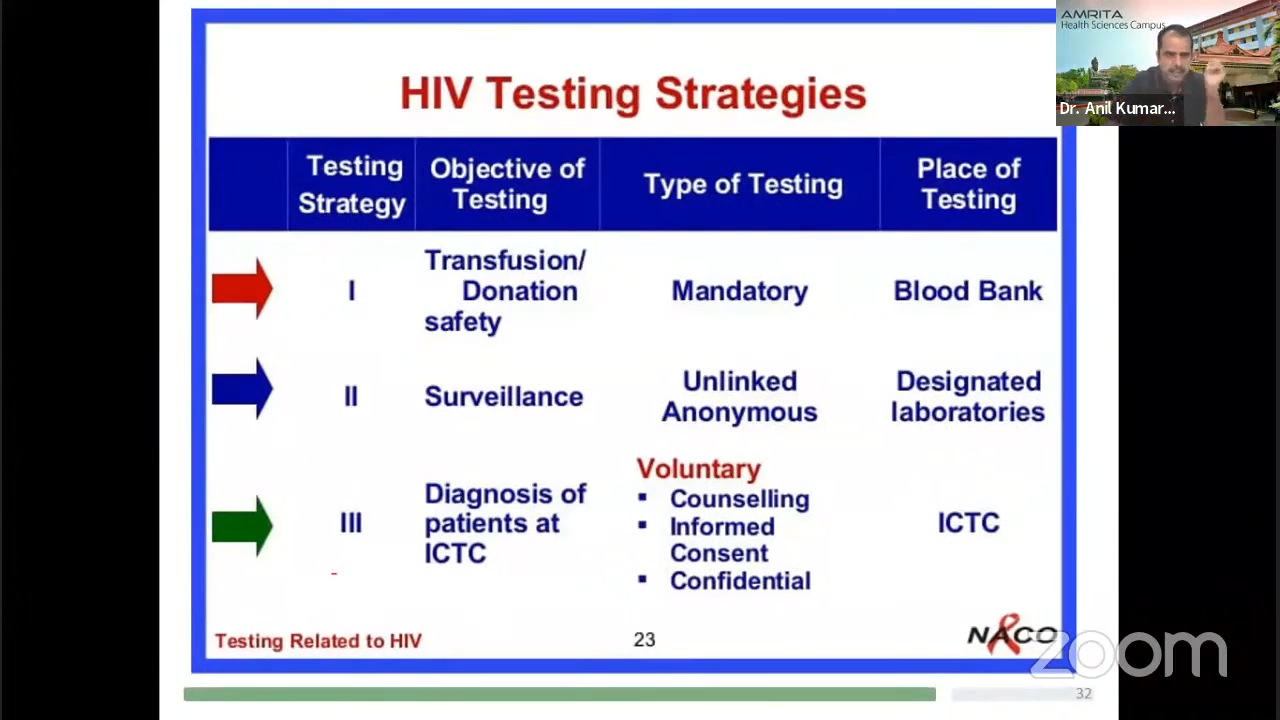 AMRITA
Health Sciences Campus
Dr. Anil Kumar...
HIV Testing Strategies
Testing Strategy
Objective of Testing
Type of Testing
Place of Testing
I
Transfusion/
Donation
safety
Mandatory
Blood Bank
II
Surveillance
Unlinked
Anonymous
Designated
laboratories
III
Diagnosis of
patients at
ICTC
Voluntary
▪ Counselling
▪ Informed
Consent
▪ Confidential
ICTC
Testing Related to HIV
23
NACO
zoom
32